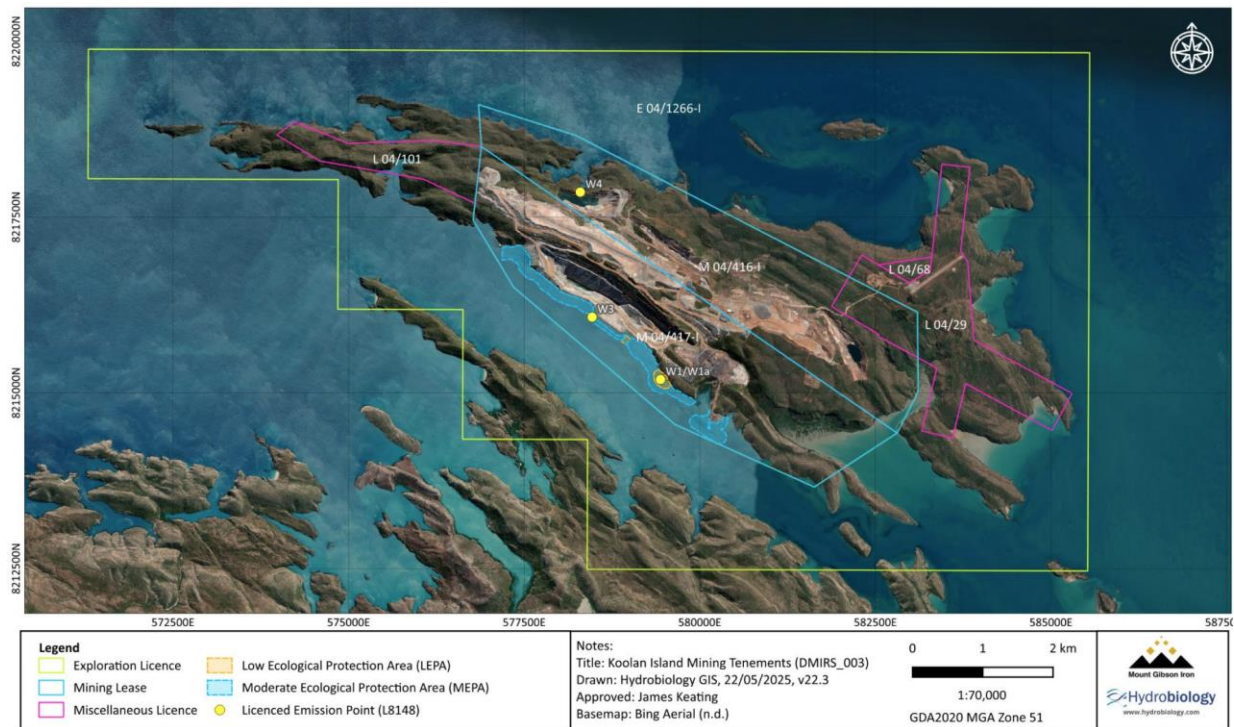 8220000N
8217500N
8215000N
8212500N
E 04/1266-I
L 04/101
W4
M 04/416-I
L 04/68
L 04/29
W3
M 04/417-I
W1/W1a
572500E
575000E
577500E
580000E
582500E
585000E
58750
Legend
Exploration Licence
Mining Lease
Miscellaneous Licence
Low Ecological Protection Area (LEPA)
Moderate Ecological Protection Area (MEPA)
Licenced Emission Point (L8148)
Notes:
Title: Koolan Island Mining Tenements (DMIRS_003)
Drawn: Hydrobiology GIS, 22/05/2025, v22.3
Approved: James Keating
Basemap: Bing Aerial (n.d.)
0 1 2 km
1:70,000
GDA2020 MGA Zone 51
Mount Gibson Iron
Hydrobiology
www.hydrobiology.com